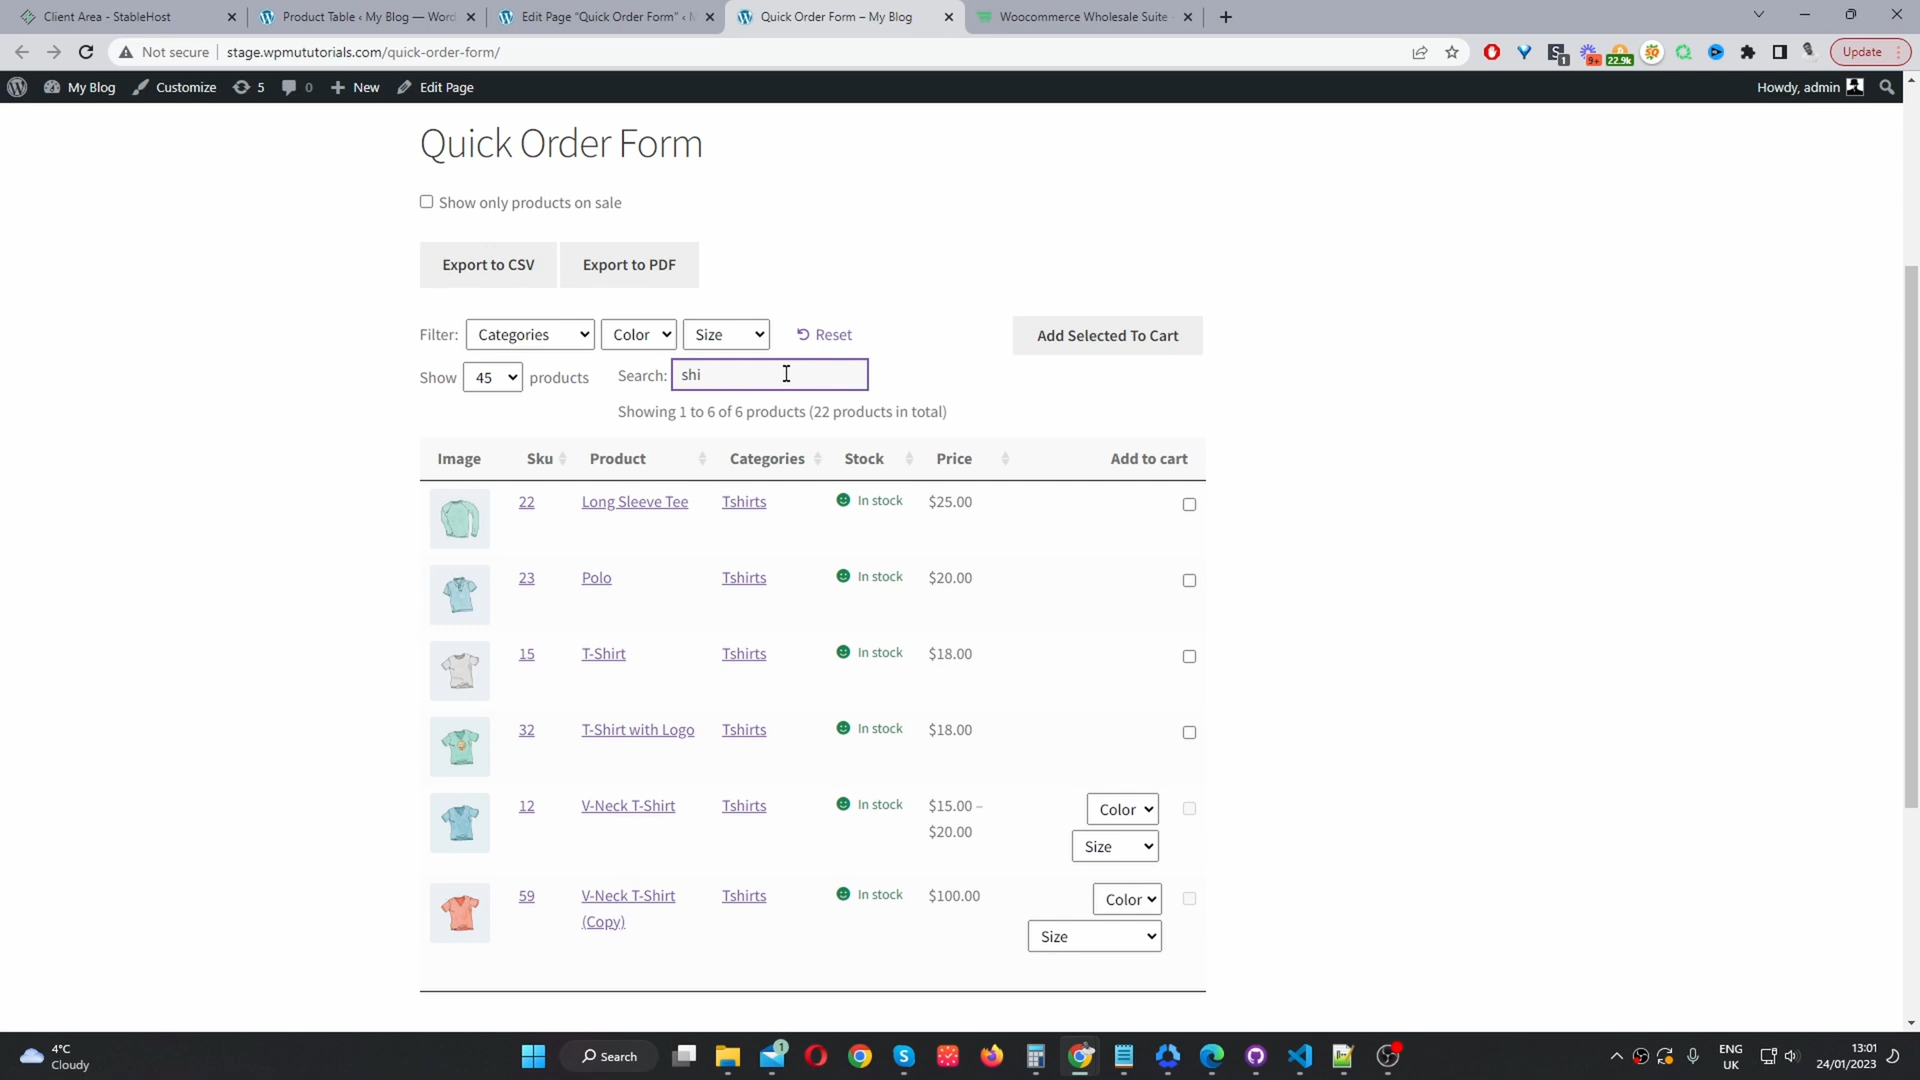 Client Area - StableHost
Product Table ‹ My Blog — Word
Edit Page "Quick Order Form" ‹ M
Quick Order Form – My Blog
Woocommerce Wholesale Suite
Not secure
stage.wpmututorials.com/quick-order-form/
1
9+
22.9k
Update
My Blog
Customize
5
0
New
Edit Page
Howdy, admin
Quick Order Form
Show only products on sale
Export to CSV
Export to PDF
Filter: Categories Color Size Reset
Add Selected To Cart
Show 45 products Search: shi
Showing 1 to 6 of 6 products (22 products in total)
Image Sku Product Categories Stock Price Add to cart
22 Long Sleeve Tee Tshirts In stock $25.00
23 Polo Tshirts In stock $20.00
15 T-Shirt Tshirts In stock $18.00
32 T-Shirt with Logo Tshirts In stock $18.00
12 V-Neck T-Shirt Tshirts In stock $15.00 – Color
$20.00
Size
59 V-Neck T-Shirt Tshirts In stock $100.00 Color
(Copy)
Size
4°C
Cloudy
Search
1
ENG
UK
13:01
24/01/2023